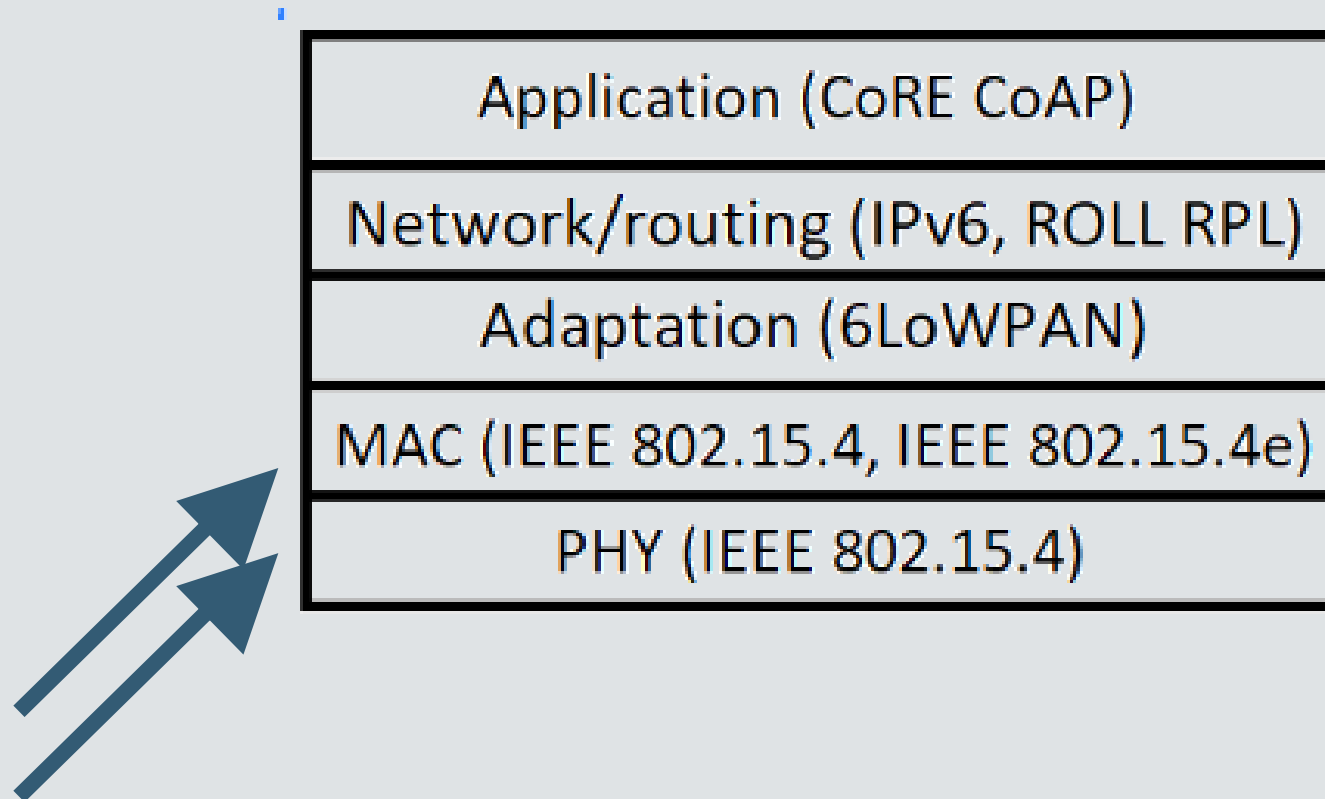 Application (CoRE CoAP)
Network/routing (IPv6, ROLL RPL)
Adaptation (6LoWPAN)
MAC (IEEE 802.15.4, IEEE 802.15.4e)
PHY (IEEE 802.15.4)